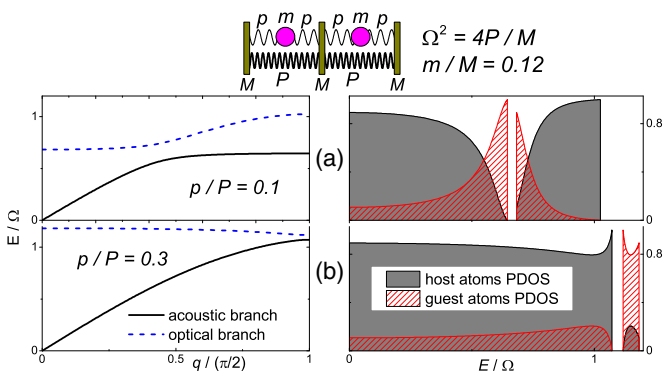 p m p p m p
Ω² = 4P / M
m / M = 0.12
M P M P M
1
0
p / P = 0.1
(a)
0.8
0
E / Ω
1
0
p / P = 0.3
acoustic branch
optical branch
(b)
host atoms PDOS
guest atoms PDOS
0.8
0
0 0.5 1
q / (π/2)
0 1
E / Ω